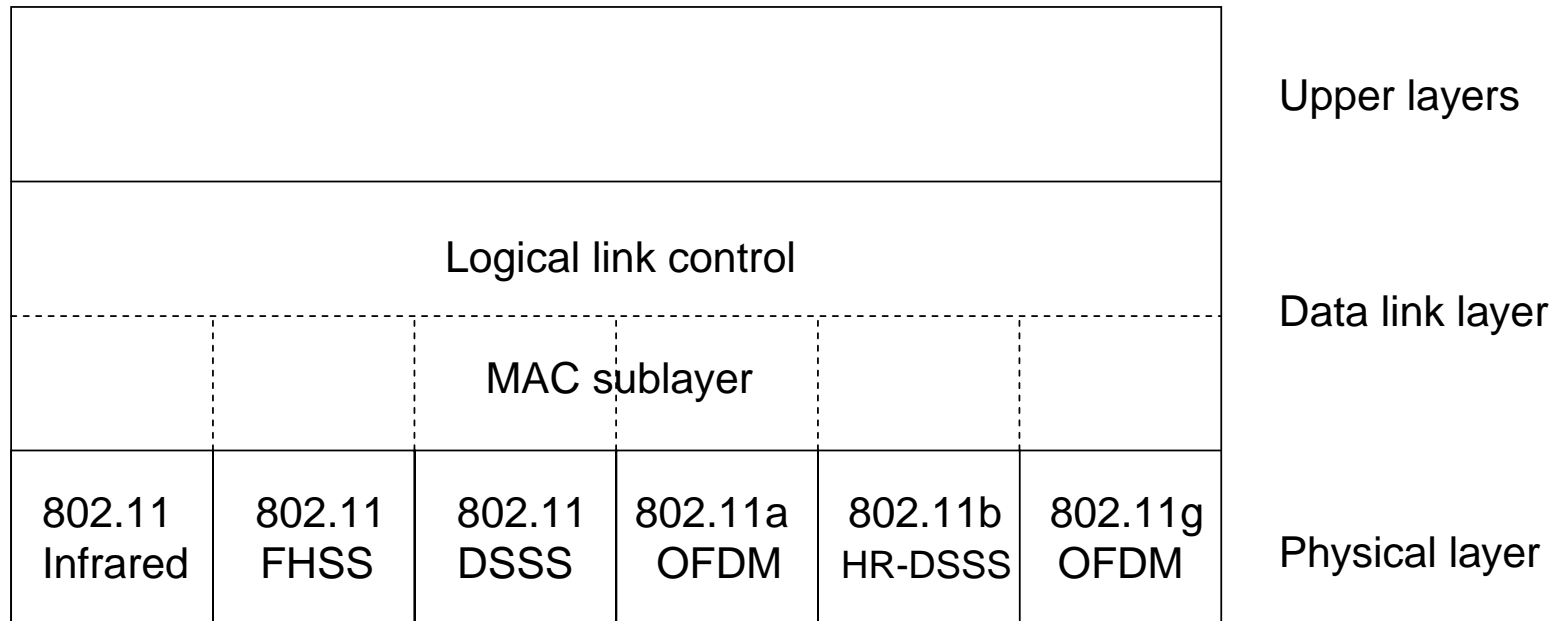 Upper layers
Logical link control
Data link layer
MAC sublayer
802.11
Infrared
802.11
FHSS
802.11
DSSS
802.11a
OFDM
802.11b
HR-DSSS
802.11g
OFDM
Physical layer